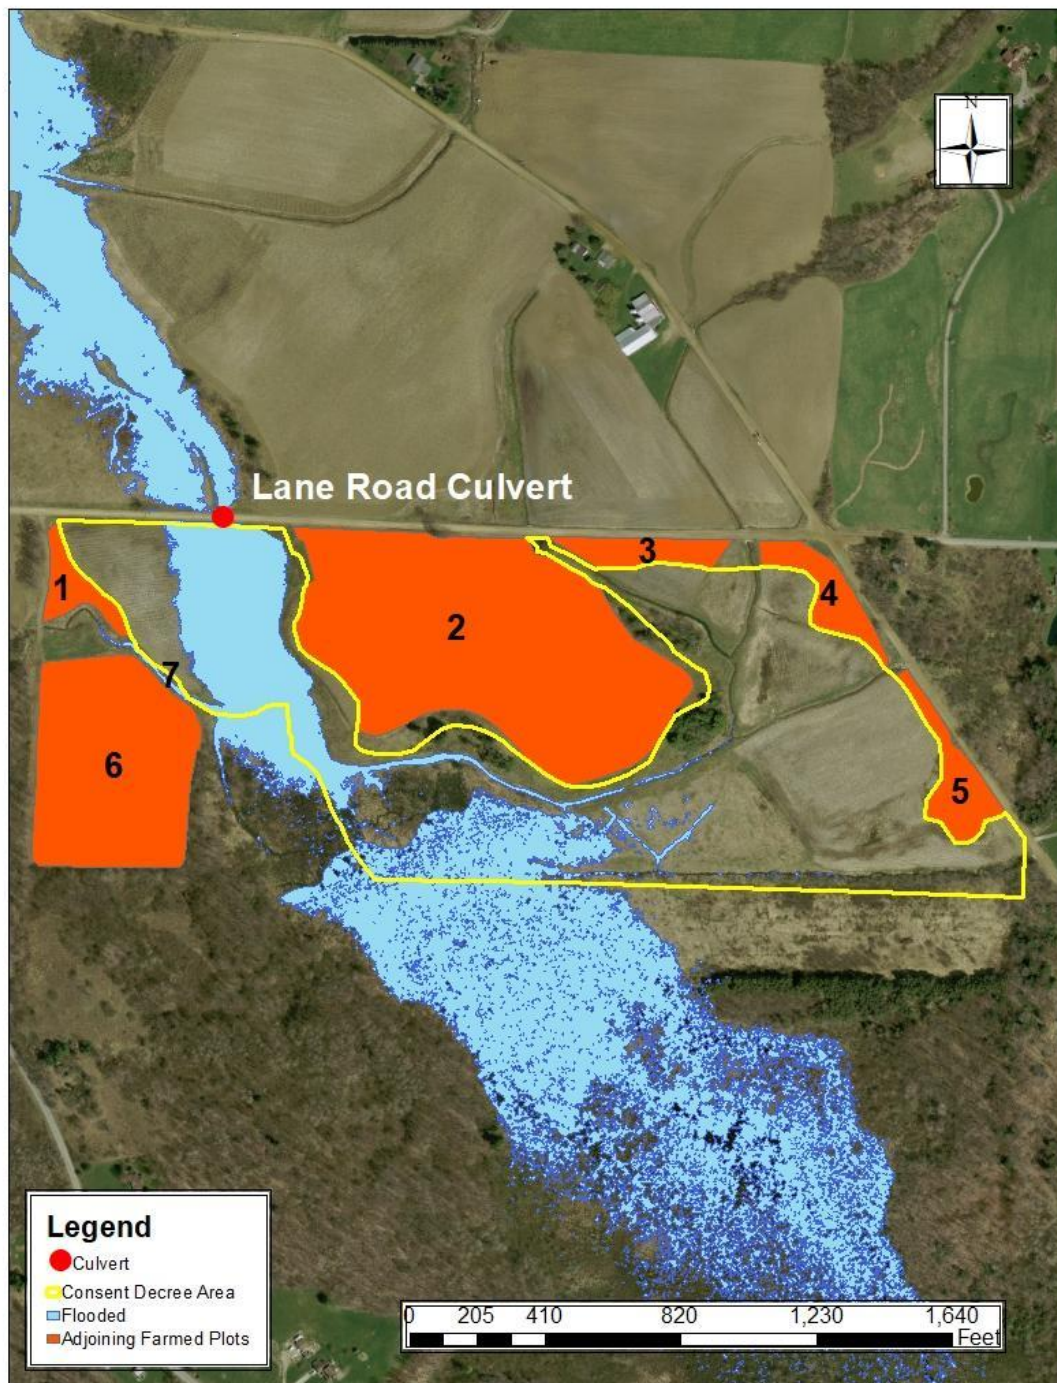 N
Lane Road Culvert
1
2
3
4
5
6
7
Legend
Culvert
Consent Decree Area
Flooded
Adjoining Farmed Plots
0 205 410 820 1,230 1,640
Feet